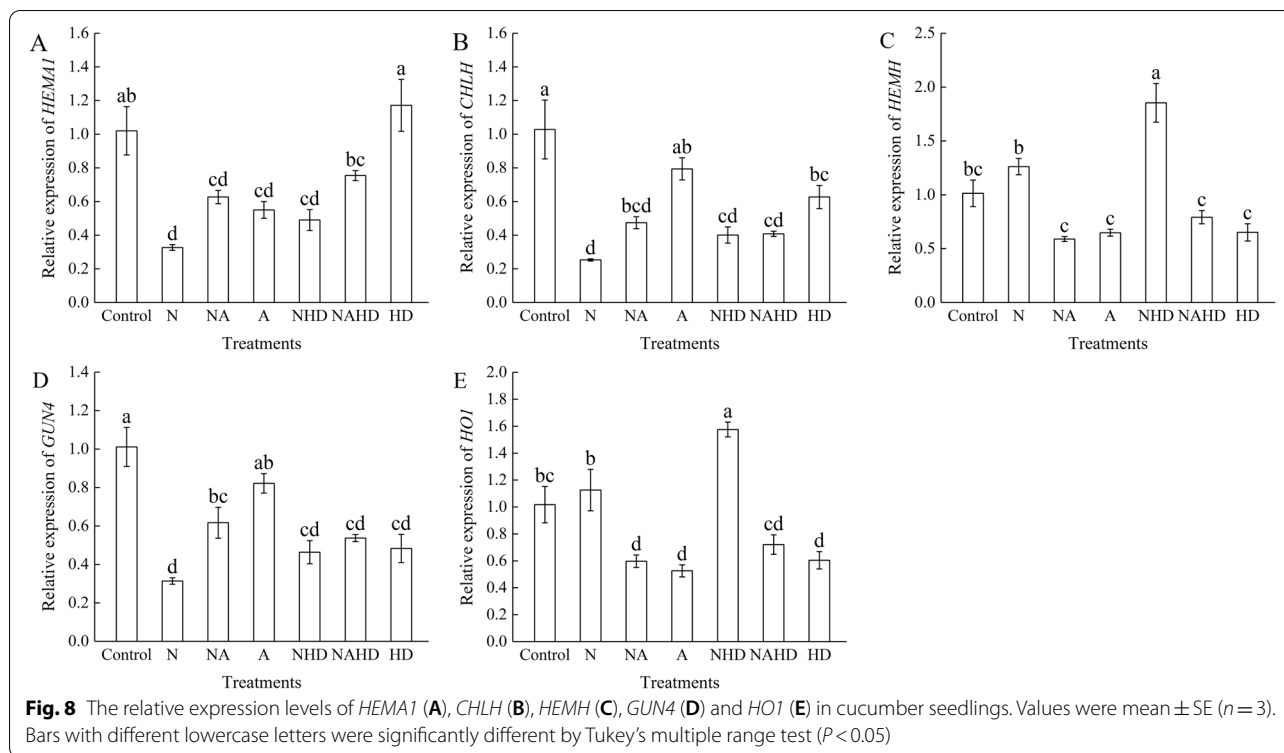 A
Relative expression of HEMA1
1.6
1.4
1.2
1.0
0.8
0.6
0.4
0.2
0.0
ab
d
cd
cd
cd
bc
a
Control N NA A NHD NAHD HD
Treatments
B
Relative expression of CHLH
1.6
1.4
1.2
1.0
0.8
0.6
0.4
0.2
0.0
a
d
bcd
ab
cd
cd
bc
Control N NA A NHD NAHD HD
Treatments
C
Relative expression of HEMH
2.5
2.0
1.5
1.0
0.5
0.0
bc
b
c
c
a
c
c
Control N NA A NHD NAHD HD
Treatments
D
Relative expression of GUN4
1.4
1.2
1.0
0.8
0.6
0.4
0.2
0.0
a
d
bc
ab
cd
cd
cd
Control N NA A NHD NAHD HD
Treatments
E
Relative expression of HO1
2.0
1.8
1.6
1.4
1.2
1.0
0.8
0.6
0.4
0.2
0.0
bc
b
d
d
a
cd
d
Control N NA A NHD NAHD HD
Treatments
Fig. 8 The relative expression levels of HEMA1 (A), CHLH (B), HEMH (C), GUN4 (D) and HO1 (E) in cucumber seedlings. Values were mean ± SE (n = 3).
Bars with different lowercase letters were significantly different by Tukey's multiple range test (P < 0.05)